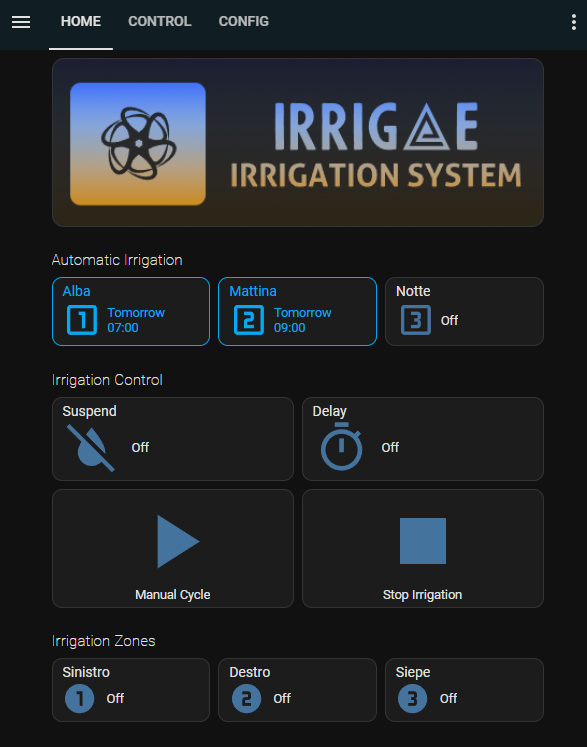 HOME CONTROL CONFIG
IRRIGAE
IRRIGATION SYSTEM
Automatic Irrigation
Alba
1 Tomorrow
07:00
Mattina
2 Tomorrow
09:00
Notte
3 Off
Irrigation Control
Suspend
Off
Delay
Off
Manual Cycle
Stop Irrigation
Irrigation Zones
Sinistro
1 Off
Destro
2 Off
Siepe
3 Off